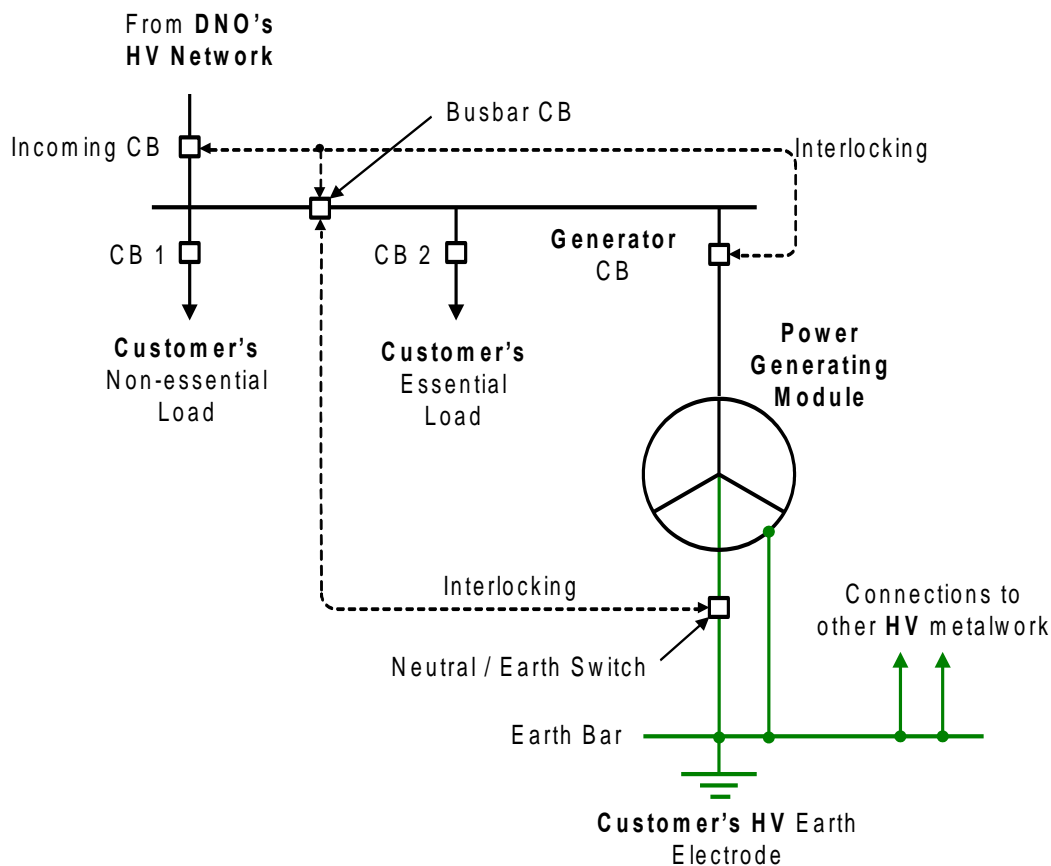 From DNO’s
HV Network
Busbar CB
Incoming CB
Interlocking
CB 1
CB 2
Generator
CB
Customer’s
Non-essential
Load
Customer’s
Essential
Load
Power
Generating
Module
Interlocking
Connections to
other HV metalwork
Neutral / Earth Switch
Earth Bar
Customer’s HV Earth
Electrode